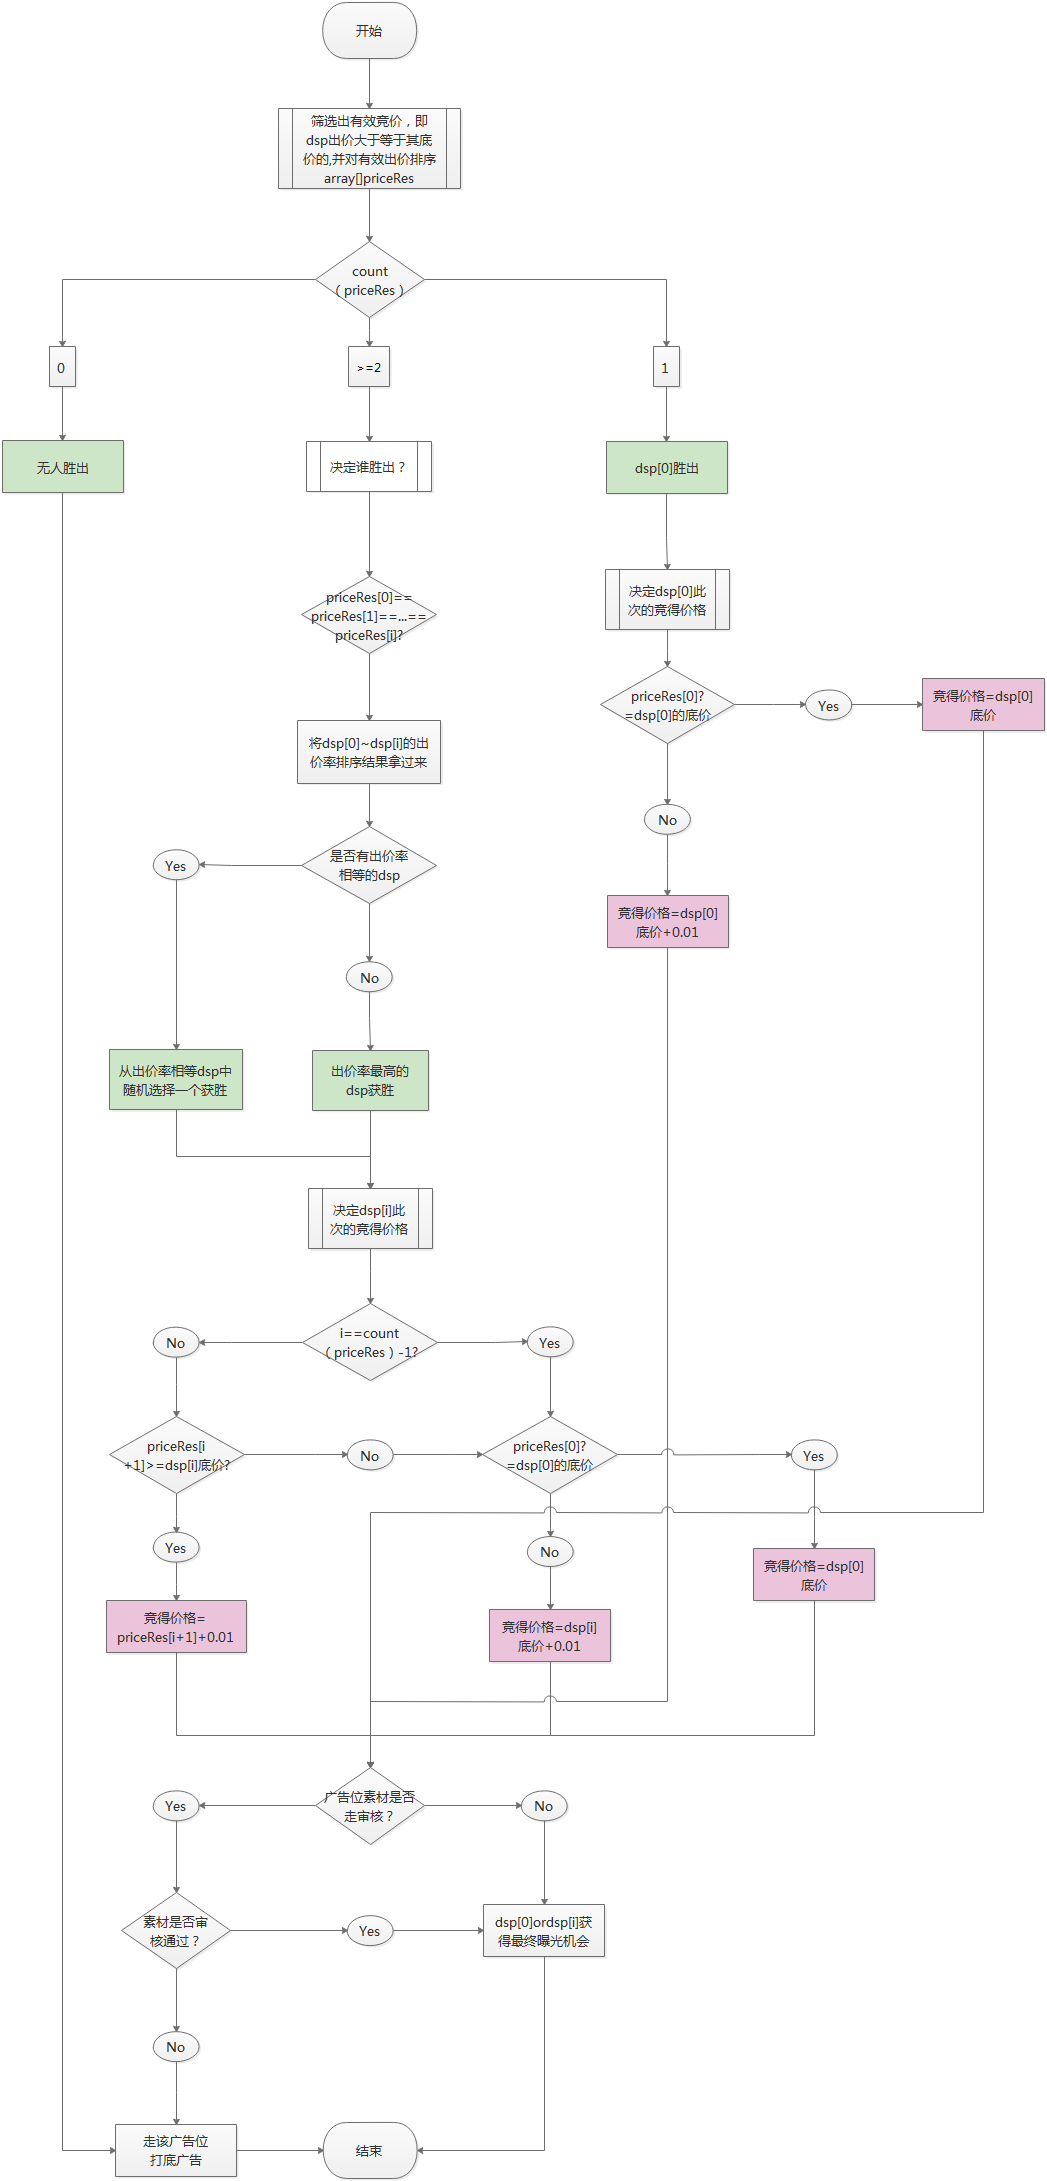 开始
筛选出有效竟价，即
dsp出价大于等于其底
价的,并对有效出价排序
array[]priceRes
count
（priceRes）
0
>=2
1
无人胜出
决定谁胜出？
dsp[0]胜出
priceRes[0]==
priceRes[1]==...==
priceRes[i]?
决定dsp[0]此
次的竟得价格
priceRes[0]?
=dsp[0]的底价
Yes
竟得价格=dsp[0]
底价
将dsp[0]~dsp[i]的出
价率排序结果拿过来
No
竟得价格=dsp[0]
底价+0.01
是否有出价率
相等的dsp
Yes
No
从出价率相等dsp中
随机选择一个获胜
出价率最高的
dsp获胜
决定dsp[i]此
次的竟得价格
i==count
（priceRes）-1?
No
Yes
priceRes[i
+1]>=dsp[i]底价?
No
priceRes[0]?
=dsp[0]的底价
Yes
Yes
No
竟得价格=dsp[0]
底价
竟得价格=
priceRes[i+1]+0.01
竟得价格=dsp[i]
底价+0.01
广告位素材是否
走审核？
Yes
No
素材是否审
核通过？
Yes
dsp[0]ordsp[i]获
得最终曝光机会
No
走该广告位
打底广告
结束